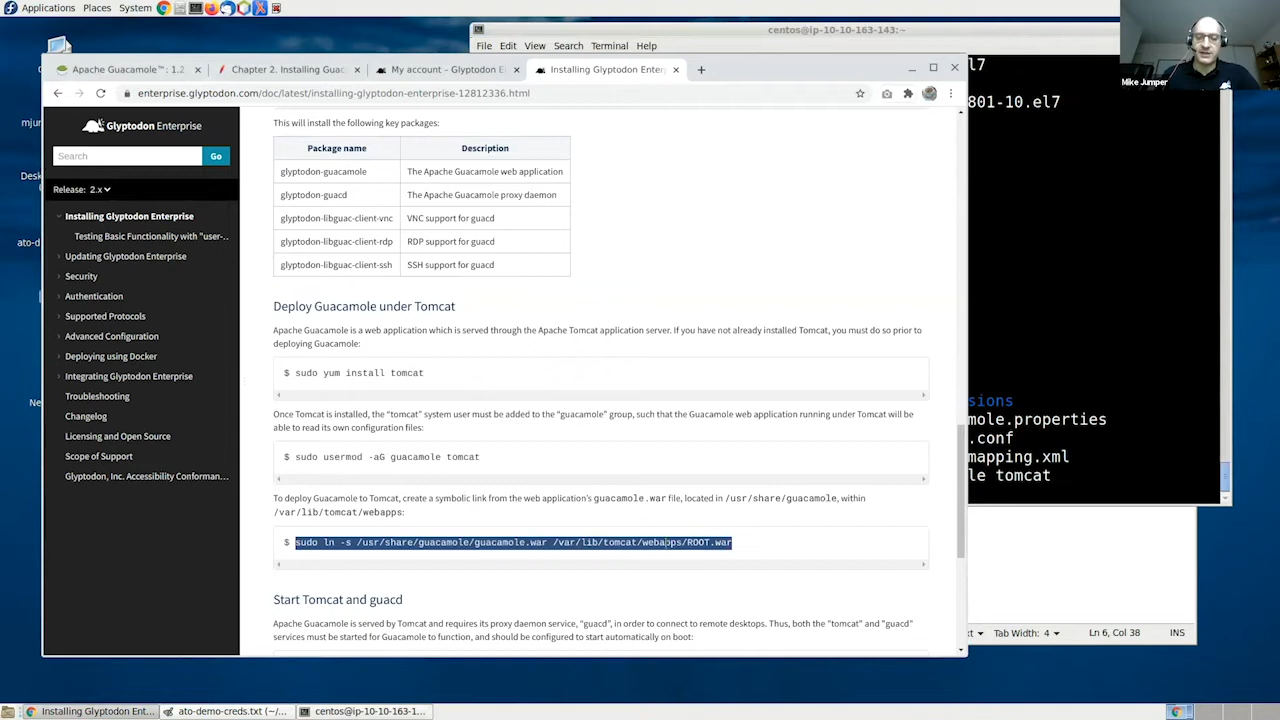 Applications Places Glyptodon
centos@ip-10-10-163-143:~
File Edit View Search Terminal Help
Mike Jumper
Apache Guacamole™: 1.2
Chapter 2. Installing Guac
My account – Glyptodon E
Installing Glyptodon Enter
enterprise.glyptodon.com/doc/latest/installing-glyptodon-enterprise-12812336.html
Glyptodon Enterprise
Search Go
Release: 2.x
Installing Glyptodon Enterprise
Testing Basic Functionality with "user-..
Updating Glyptodon Enterprise
Security
Authentication
Supported Protocols
Advanced Configuration
Deploying using Docker
Integrating Glyptodon Enterprise
Troubleshooting
Changelog
Licensing and Open Source
Scope of Support
Glyptodon, Inc. Accessibility Conforman...
This will install the following key packages:
Package name Description
glyptodon-guacamole The Apache Guacamole web application
glyptodon-guacd The Apache Guacamole proxy daemon
glyptodon-libguac-client-vnc VNC support for guacd
glyptodon-libguac-client-rdp RDP support for guacd
glyptodon-libguac-client-ssh SSH support for guacd
Deploy Guacamole under Tomcat
Apache Guacamole is a web application which is served through the Apache Tomcat application server. If you have not already installed Tomcat, you must do so prior to
deploying Guacamole:
$ sudo yum install tomcat
Once Tomcat is installed, the "tomcat" system user must be added to the "guacamole" group, such that the Guacamole web application running under Tomcat will be
able to read its own configuration files:
$ sudo usermod -aG guacamole tomcat
To deploy Guacamole to Tomcat, create a symbolic link from the web application's guacamole.war file, located in /usr/share/guacamole, within
/var/lib/tomcat/webapps:
$ sudo ln -s /usr/share/guacamole/guacamole.war /var/lib/tomcat/webapps/ROOT.war
Start Tomcat and guacd
Apache Guacamole is served by Tomcat and requires its proxy daemon service, "guacd", in order to connect to remote desktops. Thus, both the "tomcat" and "guacd"
services must be started for Guacamole to function, and should be configured to start automatically on boot:
l7
801-10.el7
sions
mole.properties
.conf
mapping.xml
le tomcat
Tab Width: 4 Ln 6, Col 38 INS
mjur
Desk
ato-d
Ne
Installing Glyptodon Ent...
ato-demo-creds.txt (~/...
centos@ip-10-10-163-1...